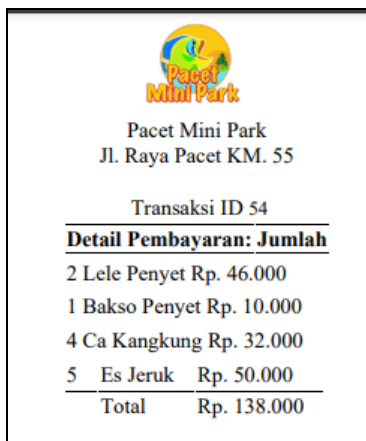 Pacet
Mini Park
Pacet Mini Park
Jl. Raya Pacet KM. 55
Transaksi ID 54
Detail Pembayaran: Jumlah
2 Lele Penyet Rp. 46.000
1 Bakso Penyet Rp. 10.000
4 Ca Kangkung Rp. 32.000
5 Es Jeruk Rp. 50.000
Total Rp. 138.000